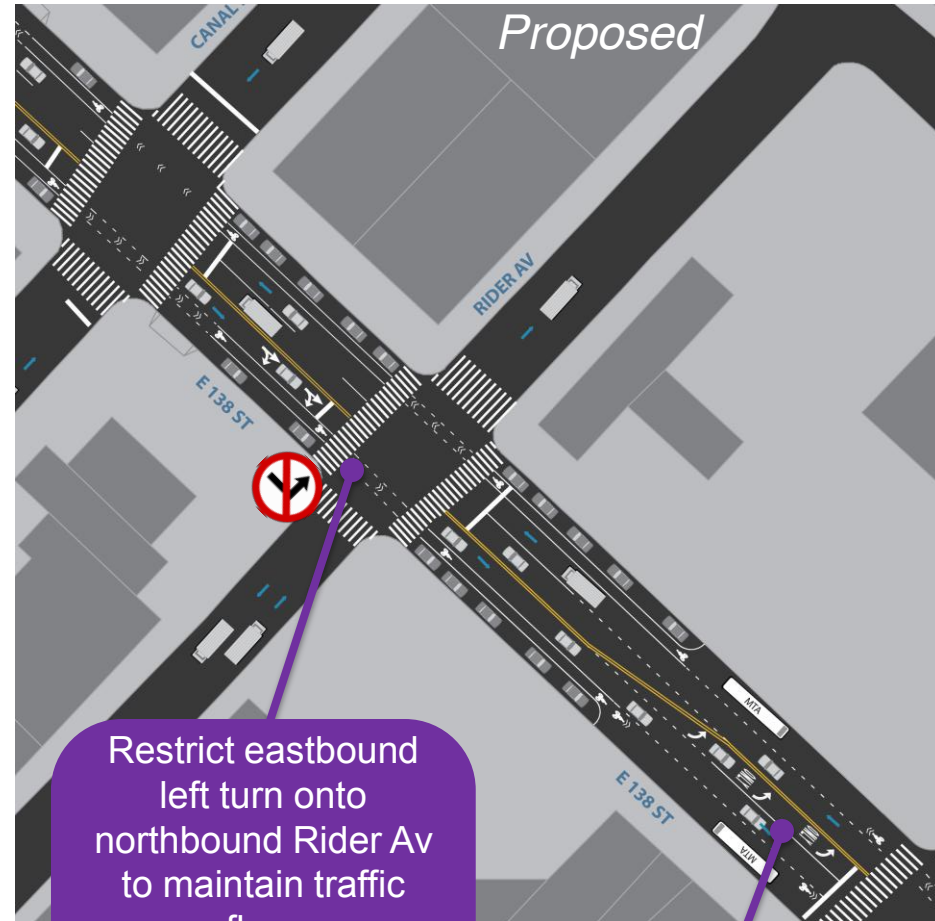 CANAL
Proposed
RIDER AV
E 138 ST
MTA
E 138 ST
MTA
Restrict eastbound
left turn onto
northbound Rider Av
to maintain traffic